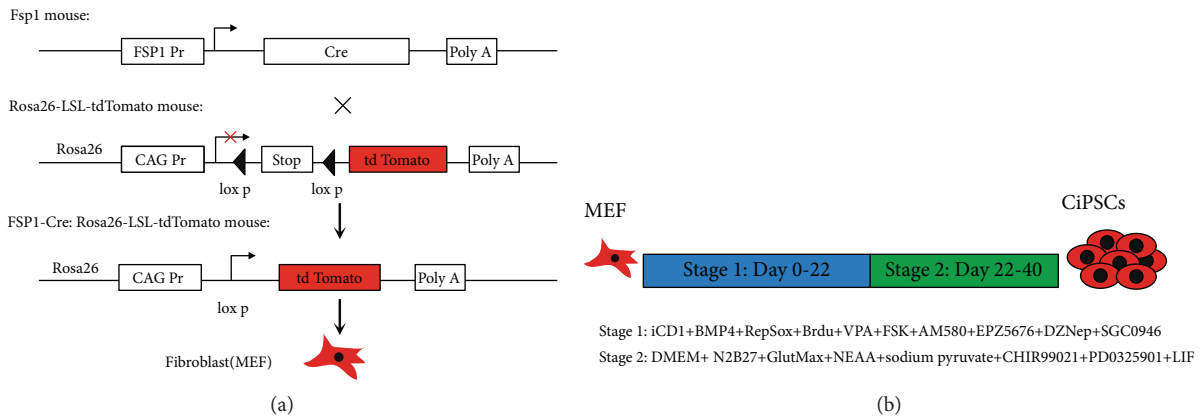 Fsp1 mouse:
FSP1 Pr Cre Poly A
Rosa26-LSL-tdTomato mouse:
Rosa26 CAG Pr Stop td Tomato Poly A
lox p lox p
FSP1-Cre: Rosa26-LSL-tdTomato mouse:
Rosa26 CAG Pr td Tomato Poly A
lox p
Fibroblast(MEF)
(a)
MEF CiPSCs
Stage 1: Day 0-22 Stage 2: Day 22-40
Stage 1: iCD1+BMP4+RepSox+Brdu+VPA+FSK+AM580+EPZ5676+DZNep+SGC0946
Stage 2: DMEM+ N2B27+GlutMax+NEAA+sodium pyruvate+CHIR99021+PD0325901+LIF
(b)